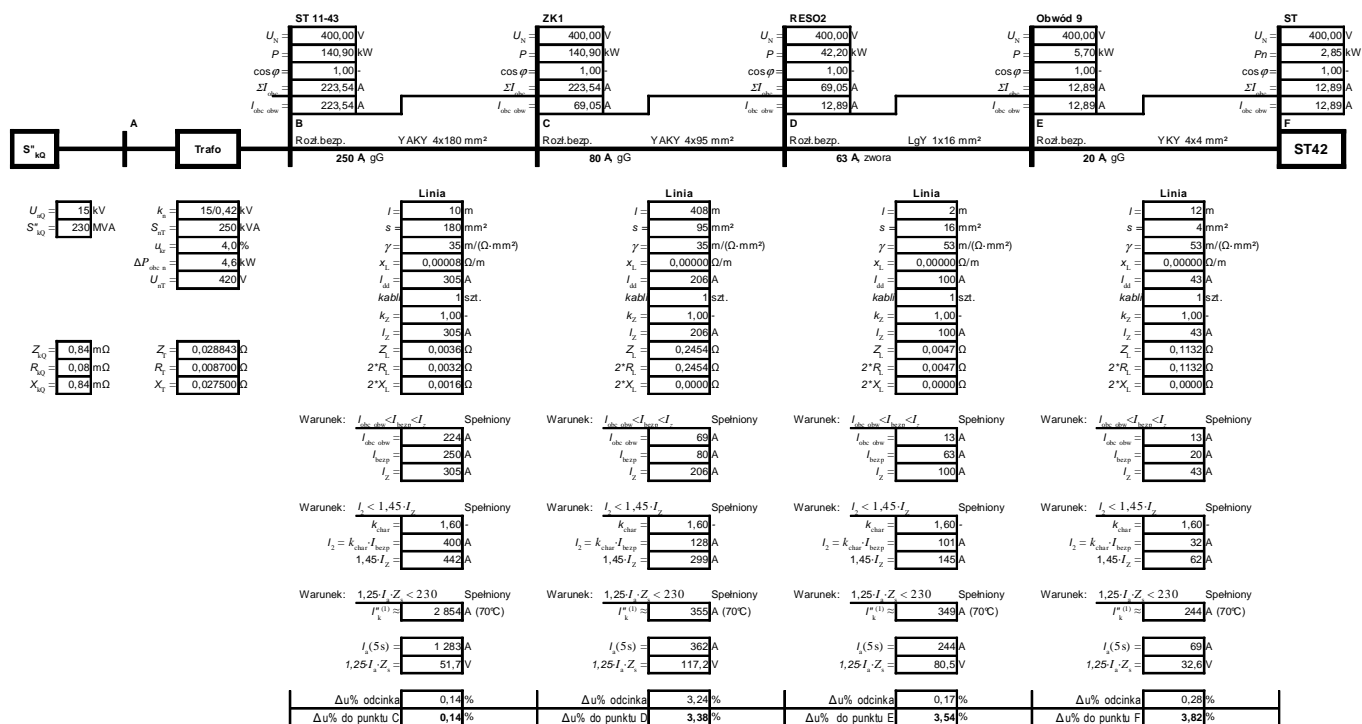 ST 11-43 ZK1 RESO2 Obwód 9 ST
U_N = 400,00 V U_N = 400,00 V U_N = 400,00 V U_N = 400,00 V U_N = 400,00 V
P = 140,90 kW P = 140,90 kW P = 42,20 kW P = 5,70 kW Pn = 2,85 kW
cosφ = 1,00 - cosφ = 1,00 - cosφ = 1,00 - cosφ = 1,00 - cosφ = 1,00 -
ΣI_obc = 223,54 A ΣI_obc = 223,54 A ΣI_obc = 69,05 A ΣI_obc = 12,89 A ΣI_obc = 12,89 A
I_obc obw = 223,54 A I_obc obw = 69,05 A I_obc obw = 12,89 A I_obc obw = 12,89 A I_obc obw = 12,89 A
A B C D E F
S"_kQ Trafo Rozł.bezp. YAKY 4x180 mm² Rozł.bezp. YAKY 4x95 mm² Rozł.bezp. LgY 1x16 mm² Rozł.bezp. YKY 4x4 mm² ST42
250 A, gG 80 A, gG 63 A, zwora 20 A, gG
Linia Linia Linia Linia
U_nQ = 15 kV k_n = 15/0,42 kV l = 10 m l = 408 m l = 2 m l = 12 m
S"_kQ = 230 MVA S_nT = 250 kVA s = 180 mm² s = 95 mm² s = 16 mm² s = 4 mm²
u_kr = 4,0 % γ = 35 m/(Ω·mm²) γ = 35 m/(Ω·mm²) γ = 53 m/(Ω·mm²) γ = 53 m/(Ω·mm²)
ΔP_obc n = 4,6 kW x_L = 0,00008 Ω/m x_L = 0,00000 Ω/m x_L = 0,00000 Ω/m x_L = 0,00000 Ω/m
U_nT = 420 V I_dd = 305 A I_dd = 206 A I_dd = 100 A I_dd = 43 A
kabli 1 szt. kabli 1 szt. kabli 1 szt. kabli 1 szt.
k_Z = 1,00 - k_Z = 1,00 - k_Z = 1,00 - k_Z = 1,00 -
I_Z = 305 A I_Z = 206 A I_Z = 100 A I_Z = 43 A
Z_kQ = 0,84 mΩ Z_T = 0,028843 Ω Z_L = 0,0036 Ω Z_L = 0,2454 Ω Z_L = 0,0047 Ω Z_L = 0,1132 Ω
R_kQ = 0,08 mΩ R_T = 0,008700 Ω 2*R_L = 0,0032 Ω 2*R_L = 0,2454 Ω 2*R_L = 0,0047 Ω 2*R_L = 0,1132 Ω
X_kQ = 0,84 mΩ X_T = 0,027500 Ω 2*X_L = 0,0016 Ω 2*X_L = 0,0000 Ω 2*X_L = 0,0000 Ω 2*X_L = 0,0000 Ω
Warunek: I_obc obw<I_bezp<I_z Spełniony Warunek: I_obc obw<I_bezp<I_z Spełniony Warunek: I_obc obw<I_bezp<I_z Spełniony Warunek: I_obc obw<I_bezp<I_z Spełniony
I_obc obw = 224 A I_obc obw = 69 A I_obc obw = 13 A I_obc obw = 13 A
I_bezp = 250 A I_bezp = 80 A I_bezp = 63 A I_bezp = 20 A
I_Z = 305 A I_Z = 206 A I_Z = 100 A I_Z = 43 A
Warunek: I_2 < 1,45·I_Z Spełniony Warunek: I_2 < 1,45·I_Z Spełniony Warunek: I_2 < 1,45·I_Z Spełniony Warunek: I_2 < 1,45·I_Z Spełniony
k_char = 1,60 - k_char = 1,60 - k_char = 1,60 - k_char = 1,60 -
I_2 = k_char·I_bezp = 400 A I_2 = k_char·I_bezp = 128 A I_2 = k_char·I_bezp = 101 A I_2 = k_char·I_bezp = 32 A
1,45·I_Z = 442 A 1,45·I_Z = 299 A 1,45·I_Z = 145 A 1,45·I_Z = 62 A
Warunek: 1,25·I_a·Z_s < 230 Spełniony Warunek: 1,25·I_a·Z_s < 230 Spełniony Warunek: 1,25·I_a·Z_s < 230 Spełniony Warunek: 1,25·I_a·Z_s < 230 Spełniony
I"_k^(1) ≈ 2 854 A (70°C) I"_k^(1) ≈ 355 A (70°C) I"_k^(1) ≈ 349 A (70°C) I"_k^(1) ≈ 244 A (70°C)
I_a(5s) = 1 283 A I_a(5s) = 362 A I_a(5s) = 244 A I_a(5s) = 69 A
1,25·I_a·Z_s = 51,7 V 1,25·I_a·Z_s = 117,2 V 1,25·I_a·Z_s = 80,5 V 1,25·I_a·Z_s = 32,6 V
Δu% odcinka 0,14 % Δu% odcinka 3,24 % Δu% odcinka 0,17 % Δu% odcinka 0,28 %
Δu% do punktu C 0,14 % Δu% do punktu D 3,38 % Δu% do punktu E 3,54 % Δu% do punktu F 3,82 %